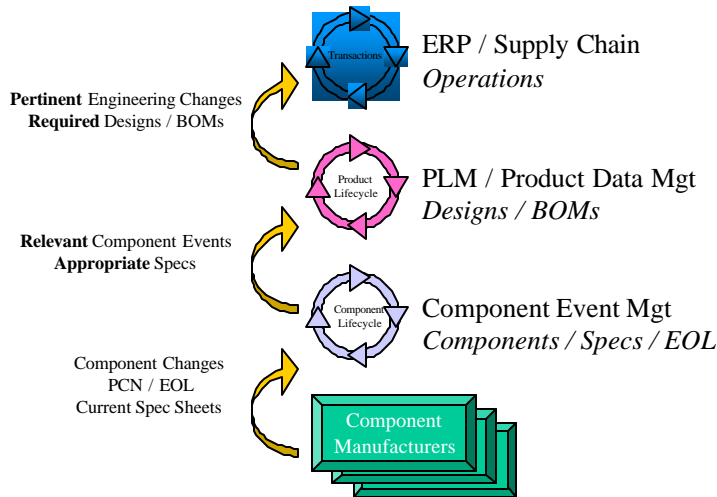 Transactions
ERP / Supply Chain
Operations
Pertinent Engineering Changes
Required Designs / BOMs
Product
Lifecycle
PLM / Product Data Mgt
Designs / BOMs
Relevant Component Events
Appropriate Specs
Component
Lifecycle
Component Event Mgt
Components / Specs / EOL
Component Changes
PCN / EOL
Current Spec Sheets
Component
Manufacturers